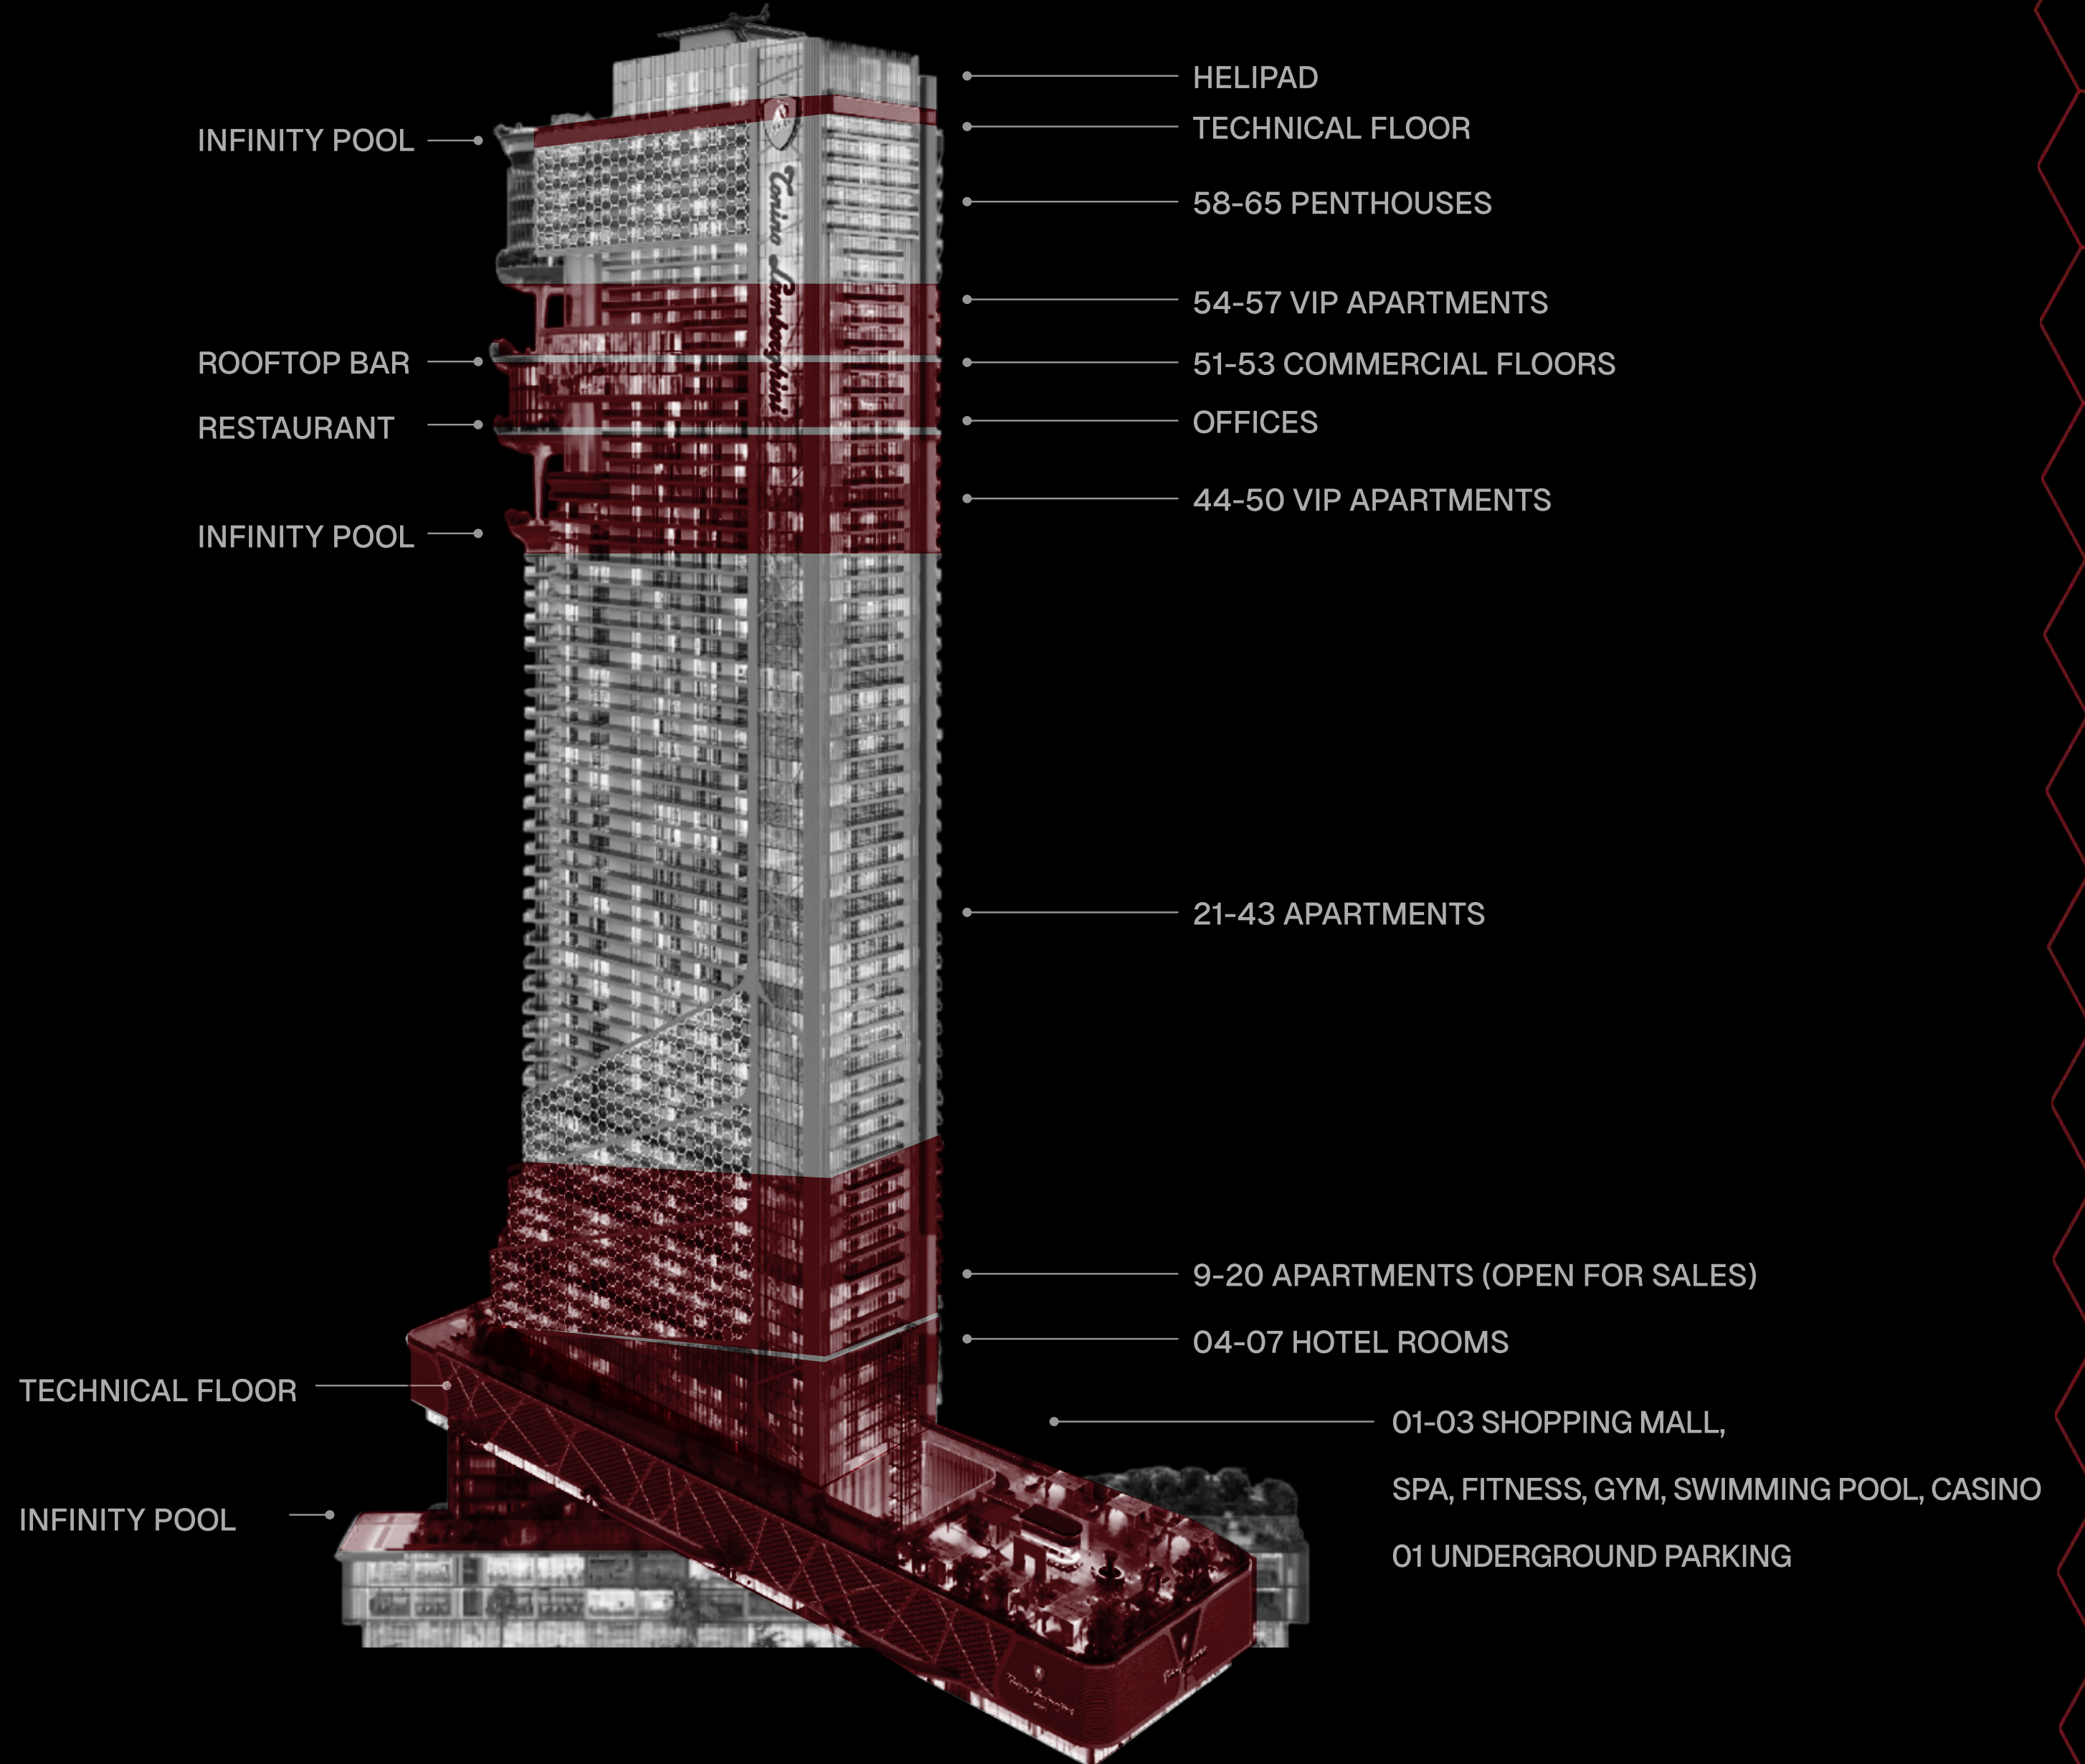 HELIPAD
INFINITY POOL
TECHNICAL FLOOR
58-65 PENTHOUSES
Tonino Lamborghini
54-57 VIP APARTMENTS
ROOFTOP BAR
51-53 COMMERCIAL FLOORS
RESTAURANT
OFFICES
44-50 VIP APARTMENTS
INFINITY POOL
21-43 APARTMENTS
9-20 APARTMENTS (OPEN FOR SALES)
04-07 HOTEL ROOMS
TECHNICAL FLOOR
01-03 SHOPPING MALL,
SPA, FITNESS, GYM, SWIMMING POOL, CASINO
INFINITY POOL
01 UNDERGROUND PARKING